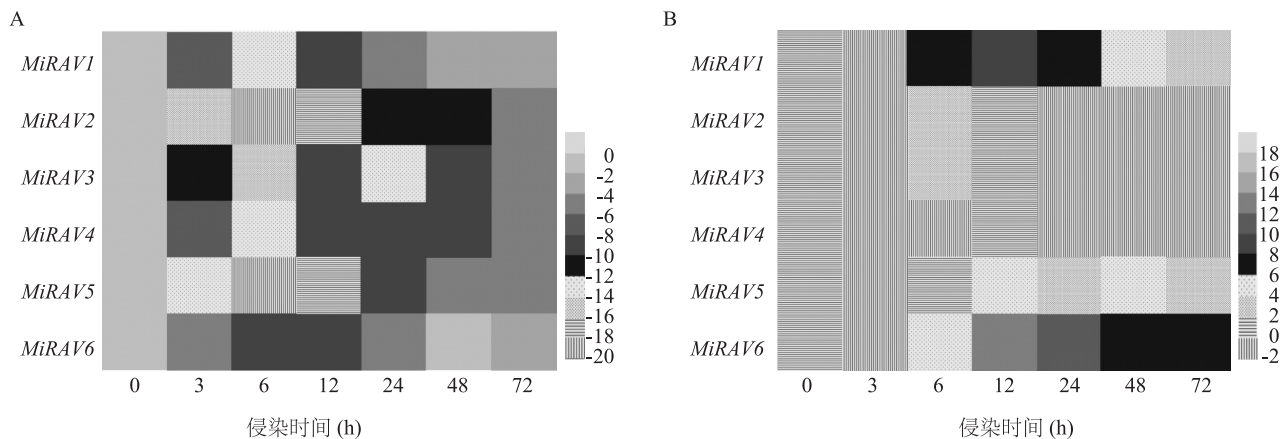 A
MiRAV1
MiRAV2
MiRAV3
MiRAV4
MiRAV5
MiRAV6
0 3 6 12 24 48 72
侵染时间 (h)
0
-2
-4
-6
-8
-10
-12
-14
-16
-18
-20
B
MiRAV1
MiRAV2
MiRAV3
MiRAV4
MiRAV5
MiRAV6
0 3 6 12 24 48 72
侵染时间 (h)
18
16
14
12
10
8
6
4
2
0
-2